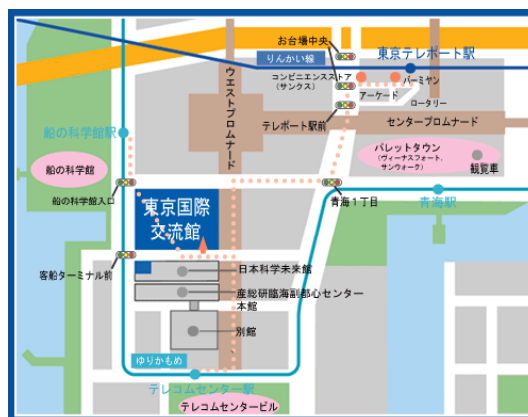 お台場中央
りんかい線
東京テレポート駅
コンビニエンスストア
(サンクス)
バーミヤン
アーケード
ロータリー
ウェストプロムナード
テレポート駅前
センタープロムナード
船の科学館駅
パレットタウン
(ヴィーナスフォート、
サンウォーク)
観覧車
船の科学館
船の科学館入口
青海1丁目
青海駅
東京国際
交流館
客船ターミナル前
日本科学未来館
産総研臨海副都心センター
本館
別館
ゆりかもめ
テレコムセンター駅
テレコムセンタービル